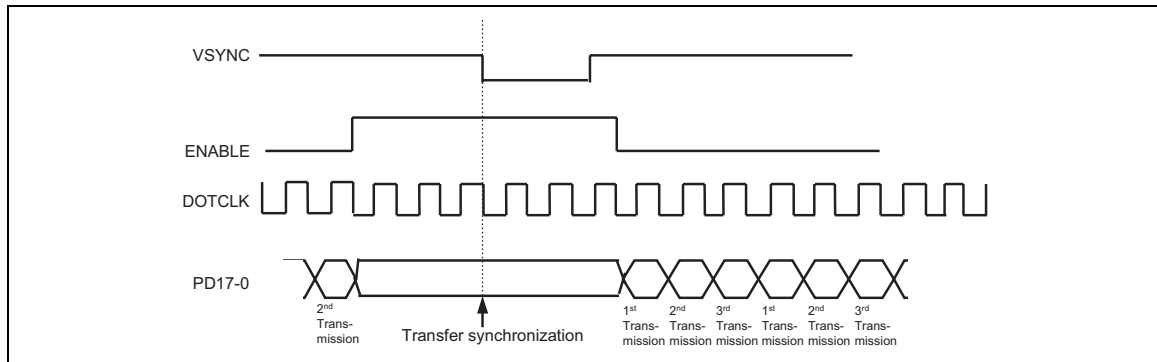 VSYNC
ENABLE
DOTCLK
PD17-0
2nd
Trans-
mission
Transfer synchronization
1st
Trans-
mission
2nd
Trans-
mission
3rd
Trans-
mission
1st
Trans-
mission
2nd
Trans-
mission
3rd
Trans-
mission